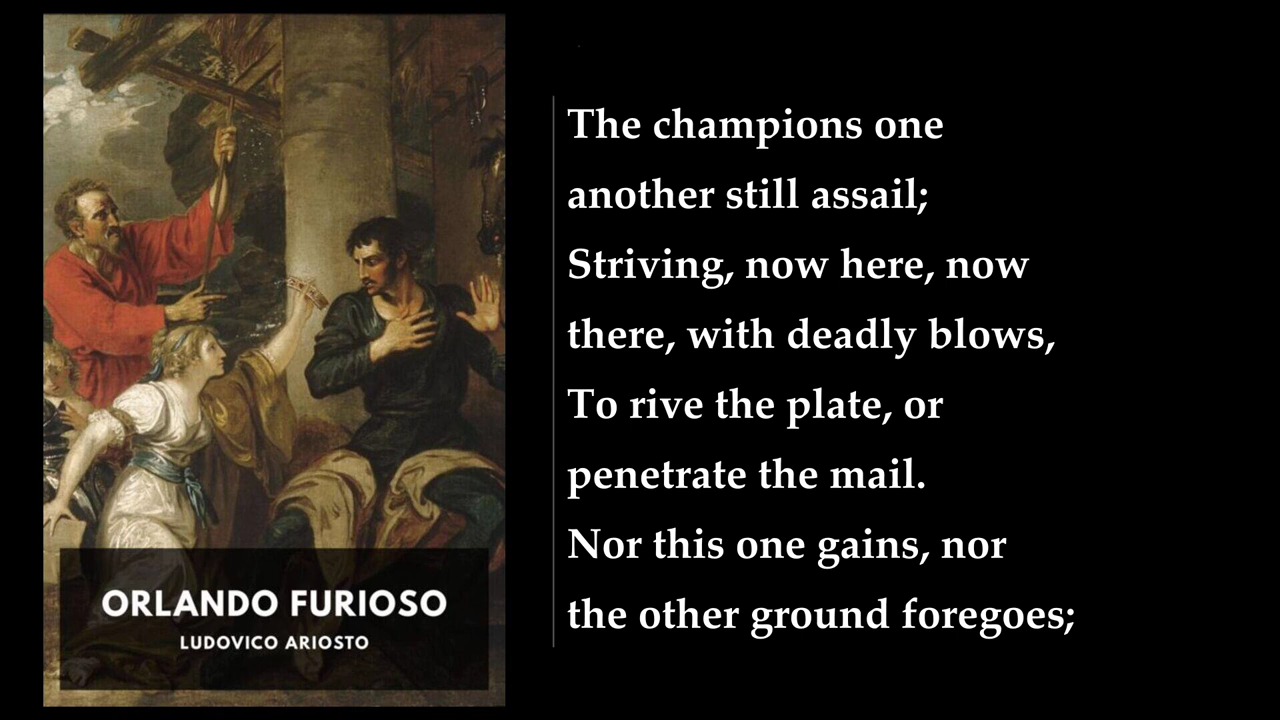 ORLANDO FURIOSO
LUDOVICO ARIOSTO
The champions one
another still assail;
Striving, now here, now
there, with deadly blows,
To rive the plate, or
penetrate the mail.
Nor this one gains, nor
the other ground foregoes;